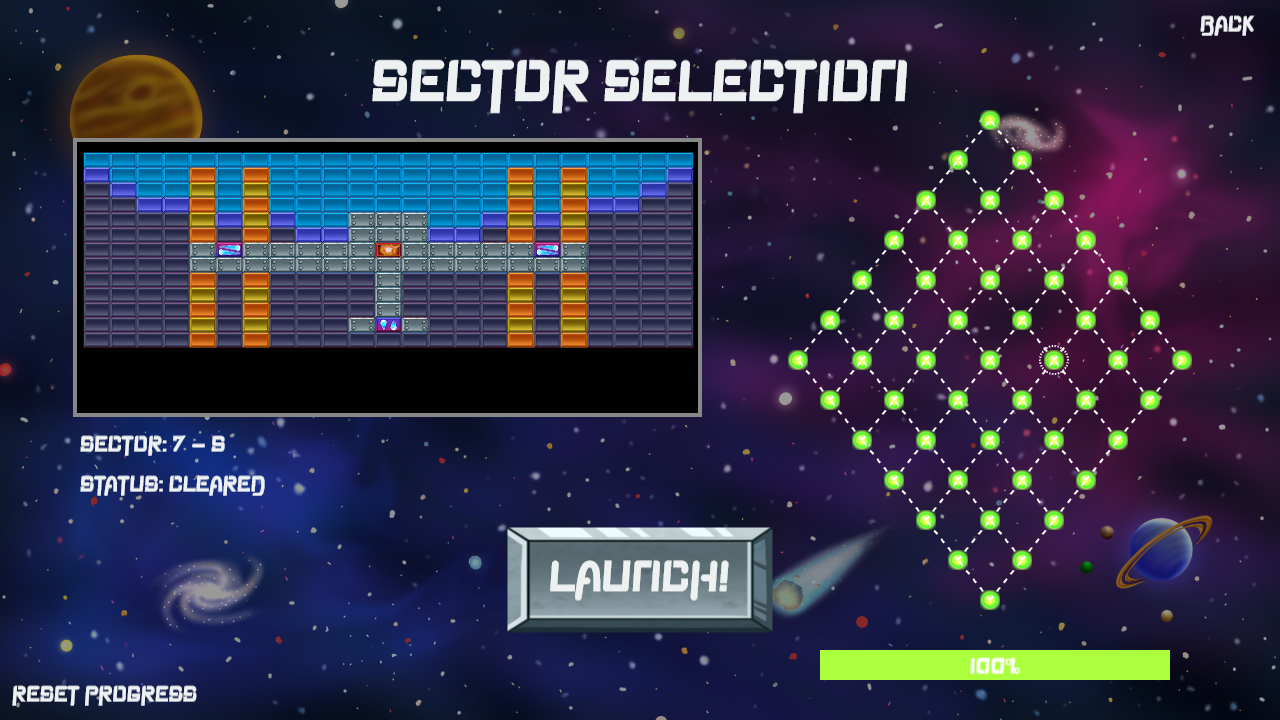 BACK
SECTOR SELECTION
SECTOR: 7 - 5
STATUS: CLEARED
LAUNCH!
100%
RESET PROGRESS